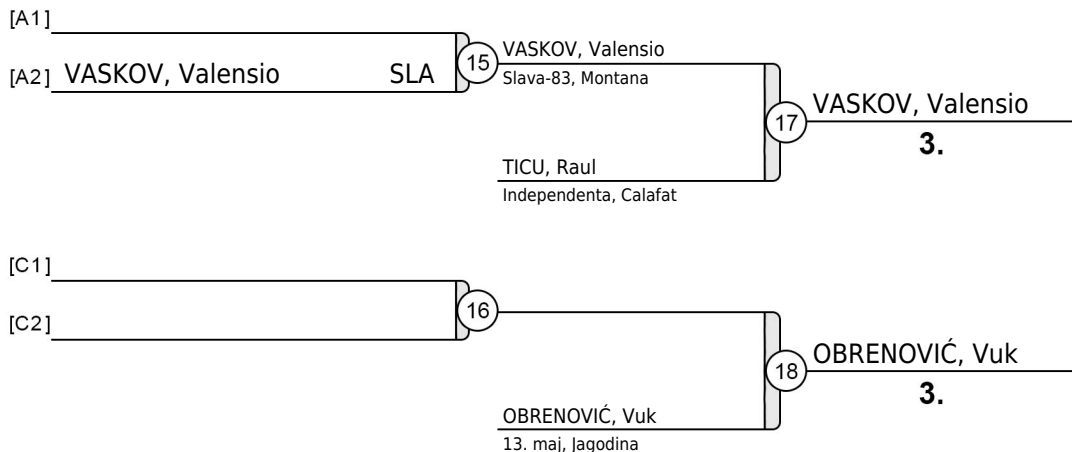 [A1]
[A2] VASKOV, Valensio SLA
15
VASKOV, Valensio
Slava-83, Montana
17
VASKOV, Valensio
3.
TICU, Raul
Independenta, Calafat
[C1]
[C2]
16
18
OBRENOVIĆ, Vuk
3.
OBRENOVIĆ, Vuk
13. maj, Jagodina